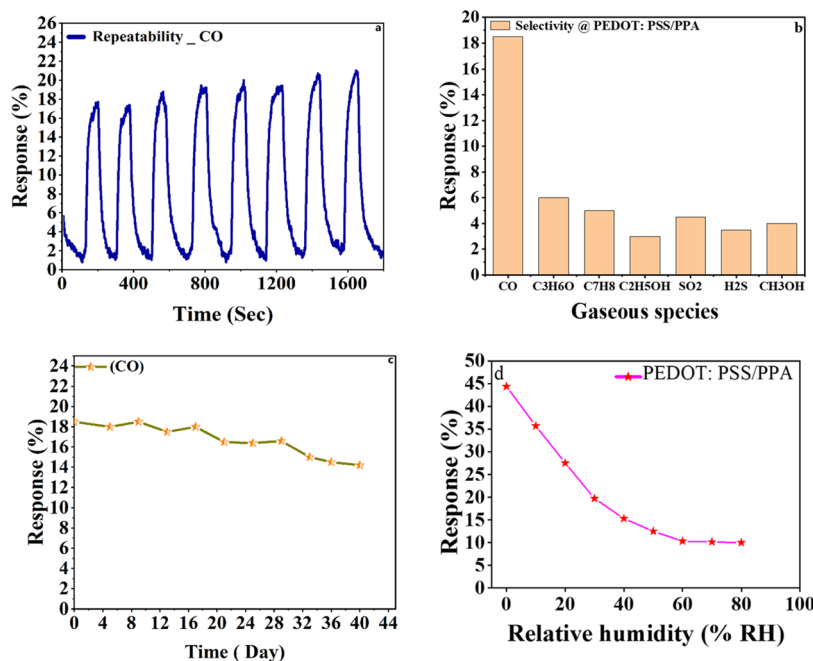 a
Repeatability _ CO
Response (%)
26
24
22
20
18
16
14
12
10
8
6
4
2
0
0 400 800 1200 1600
Time (Sec)
b
Selectivity @ PEDOT: PSS/PPA
Response (%)
20
18
16
14
12
10
8
6
4
2
0
CO C3H6O C7H8 C2H5OH SO2 H2S CH3OH
Gaseous species
c
(CO)
Response (%)
24
22
20
18
16
14
12
10
8
6
4
2
0
0 4 8 12 16 20 24 28 32 36 40 44
Time ( Day)
d
PEDOT: PSS/PPA
Response (%)
50
45
40
35
30
25
20
15
10
5
0
0 20 40 60 80 100
Relative humidity (% RH)